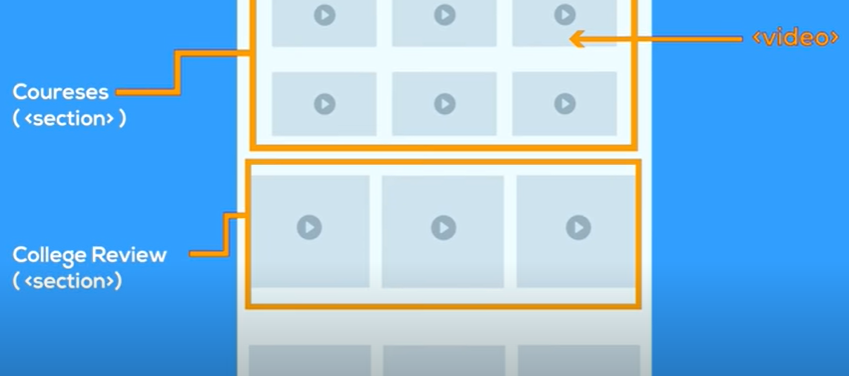 <video>
Coureses
( <section> )
College Review
( <section>)